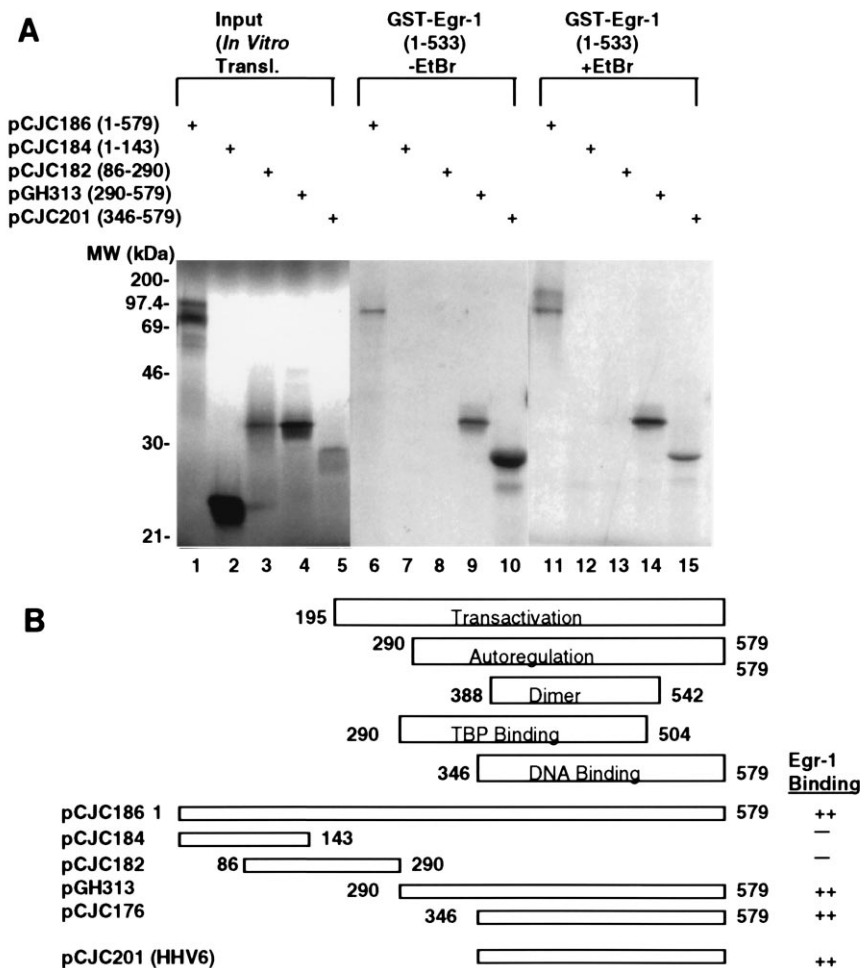 A
Input
(In Vitro
Transl.
GST-Egr-1
(1-533)
-EtBr
GST-Egr-1
(1-533)
+EtBr
pCJC186 (1-579) + + +
pCJC184 (1-143) + + +
pCJC182 (86-290) + + +
pGH313 (290-579) + + +
pCJC201 (346-579) + + +
MW (kDa)
200-
97.4-
69-
46-
30-
21-
1 2 3 4 5 6 7 8 9 10 11 12 13 14 15
B
195 Transactivation
290 Autoregulation 579
579
388 Dimer 542
290 TBP Binding 504
346 DNA Binding 579
Egr-1
Binding
pCJC186 1 579 ++
pCJC184 143 –
pCJC182 86 290 –
pGH313 290 579 ++
pCJC176 346 579 ++
pCJC201 (HHV6) ++